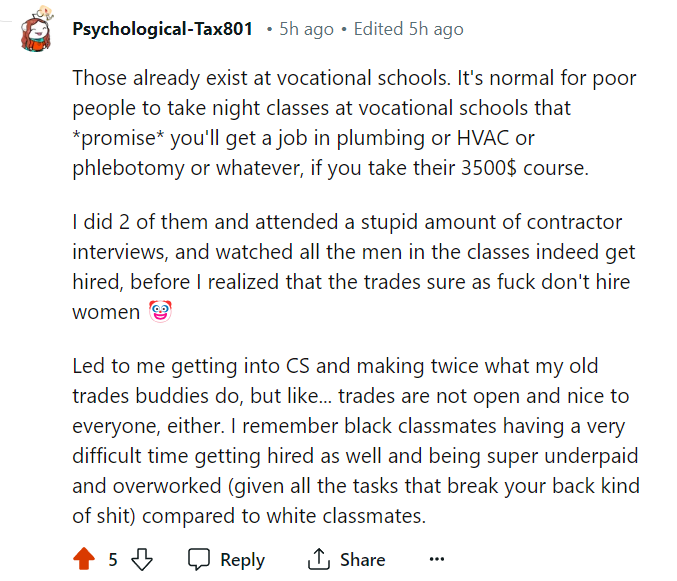 Psychological-Tax801 • 5h ago • Edited 5h ago
Those already exist at vocational schools. It's normal for poor
people to take night classes at vocational schools that
*promise* you'll get a job in plumbing or HVAC or
phlebotomy or whatever, if you take their 3500$ course.
I did 2 of them and attended a stupid amount of contractor
interviews, and watched all the men in the classes indeed get
hired, before I realized that the trades sure as fuck don't hire
women 🤡
Led to me getting into CS and making twice what my old
trades buddies do, but like... trades are not open and nice to
everyone, either. I remember black classmates having a very
difficult time getting hired as well and being super underpaid
and overworked (given all the tasks that break your back kind
of shit) compared to white classmates.
5 Reply Share ...